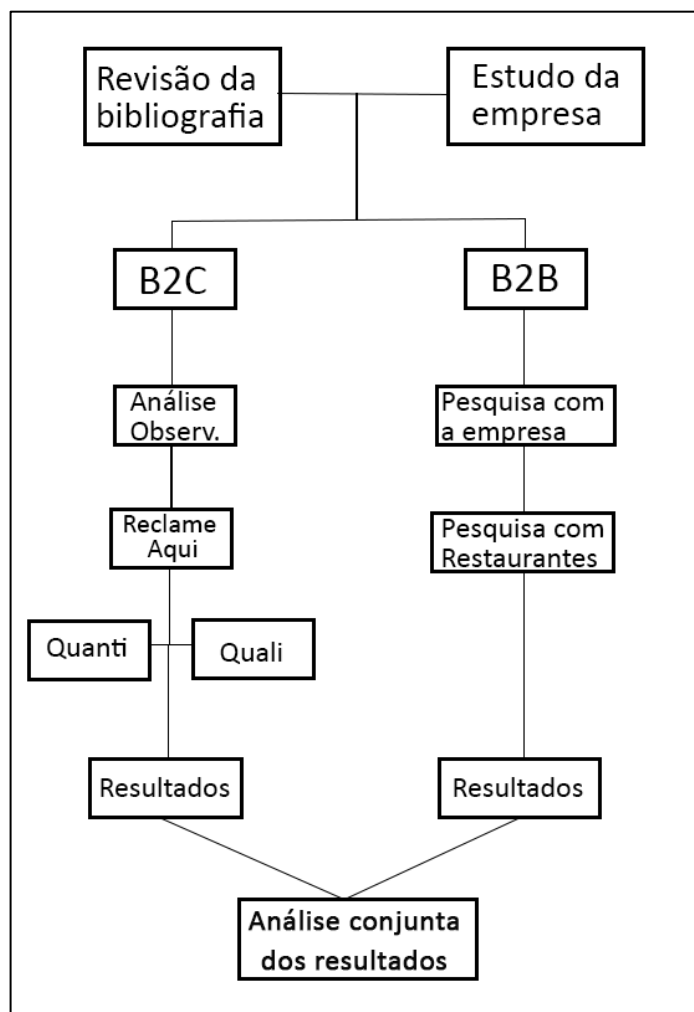 Revisão da
bibliografia
Estudo da
empresa
B2C
B2B
Análise
Observ.
Pesquisa com
a empresa
Reclame
Aqui
Pesquisa com
Restaurantes
Quanti
Quali
Resultados
Resultados
Análise conjunta
dos resultados